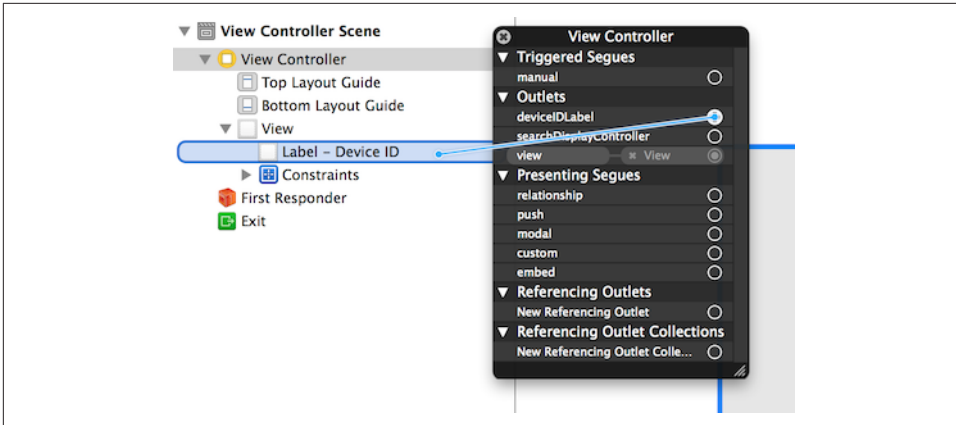 View Controller Scene
View Controller
Top Layout Guide
Bottom Layout Guide
View
Label – Device ID
Constraints
First Responder
Exit
View Controller
Triggered Segues
manual
Outlets
deviceIDLabel
searchDisplayController
view View
Presenting Segues
relationship
push
modal
custom
embed
Referencing Outlets
New Referencing Outlet
Referencing Outlet Collections
New Referencing Outlet Colle...